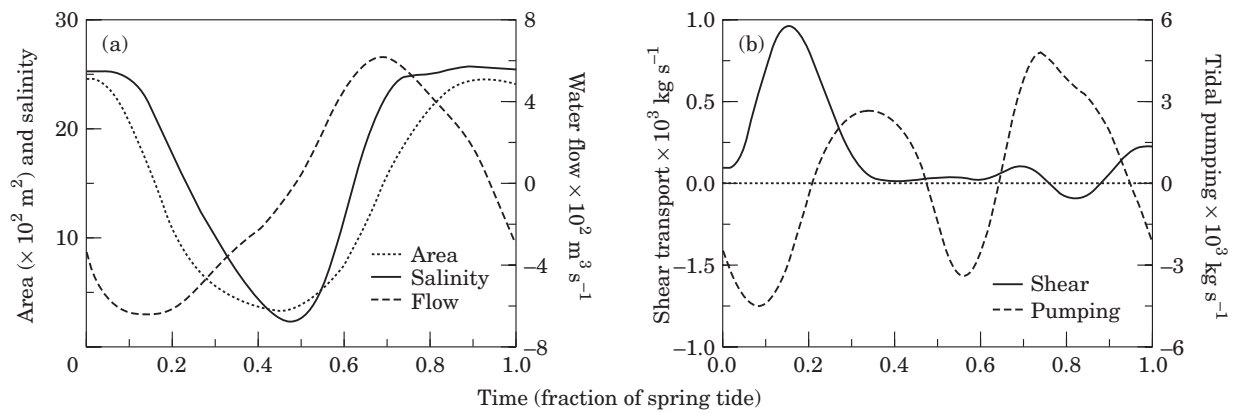 (a)
30
20
10
Area (× 10² m²) and salinity
8
4
0
−4
−8
Water flow × 10² m³ s⁻¹
Area
Salinity
Flow
0 0.2 0.4 0.6 0.8 1.0
(b)
1.0
0.5
0.0
−1.5
−1.0
Shear transport × 10³ kg s⁻¹
6
3
0
−3
−6
Tidal pumping × 10³ kg s⁻¹
Shear
Pumping
0.0 0.2 0.4 0.6 0.8 1.0
Time (fraction of spring tide)